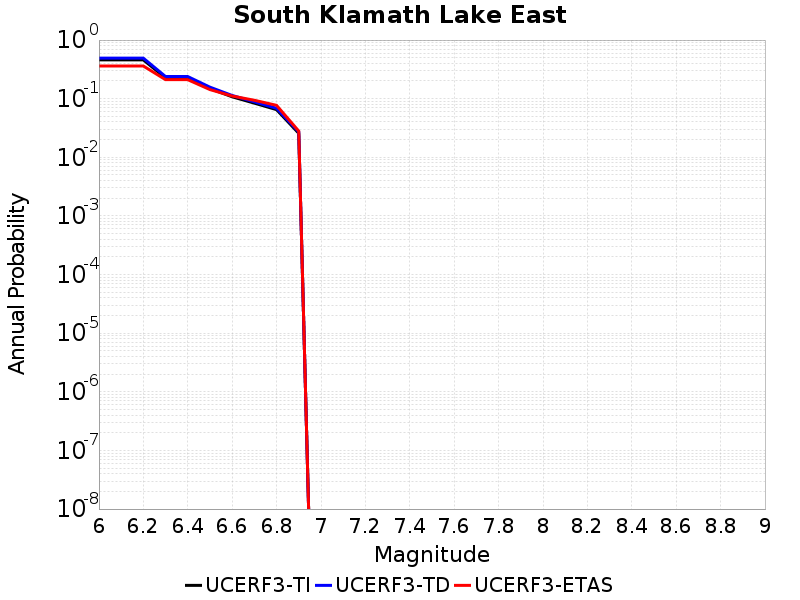 South Klamath Lake East
Annual Probability
10^0
10^-1
10^-2
10^-3
10^-4
10^-5
10^-6
10^-7
10^-8
6 6.2 6.4 6.6 6.8 7 7.2 7.4 7.6 7.8 8 8.2 8.4 8.6 8.8 9
Magnitude
UCERF3-TI UCERF3-TD UCERF3-ETAS